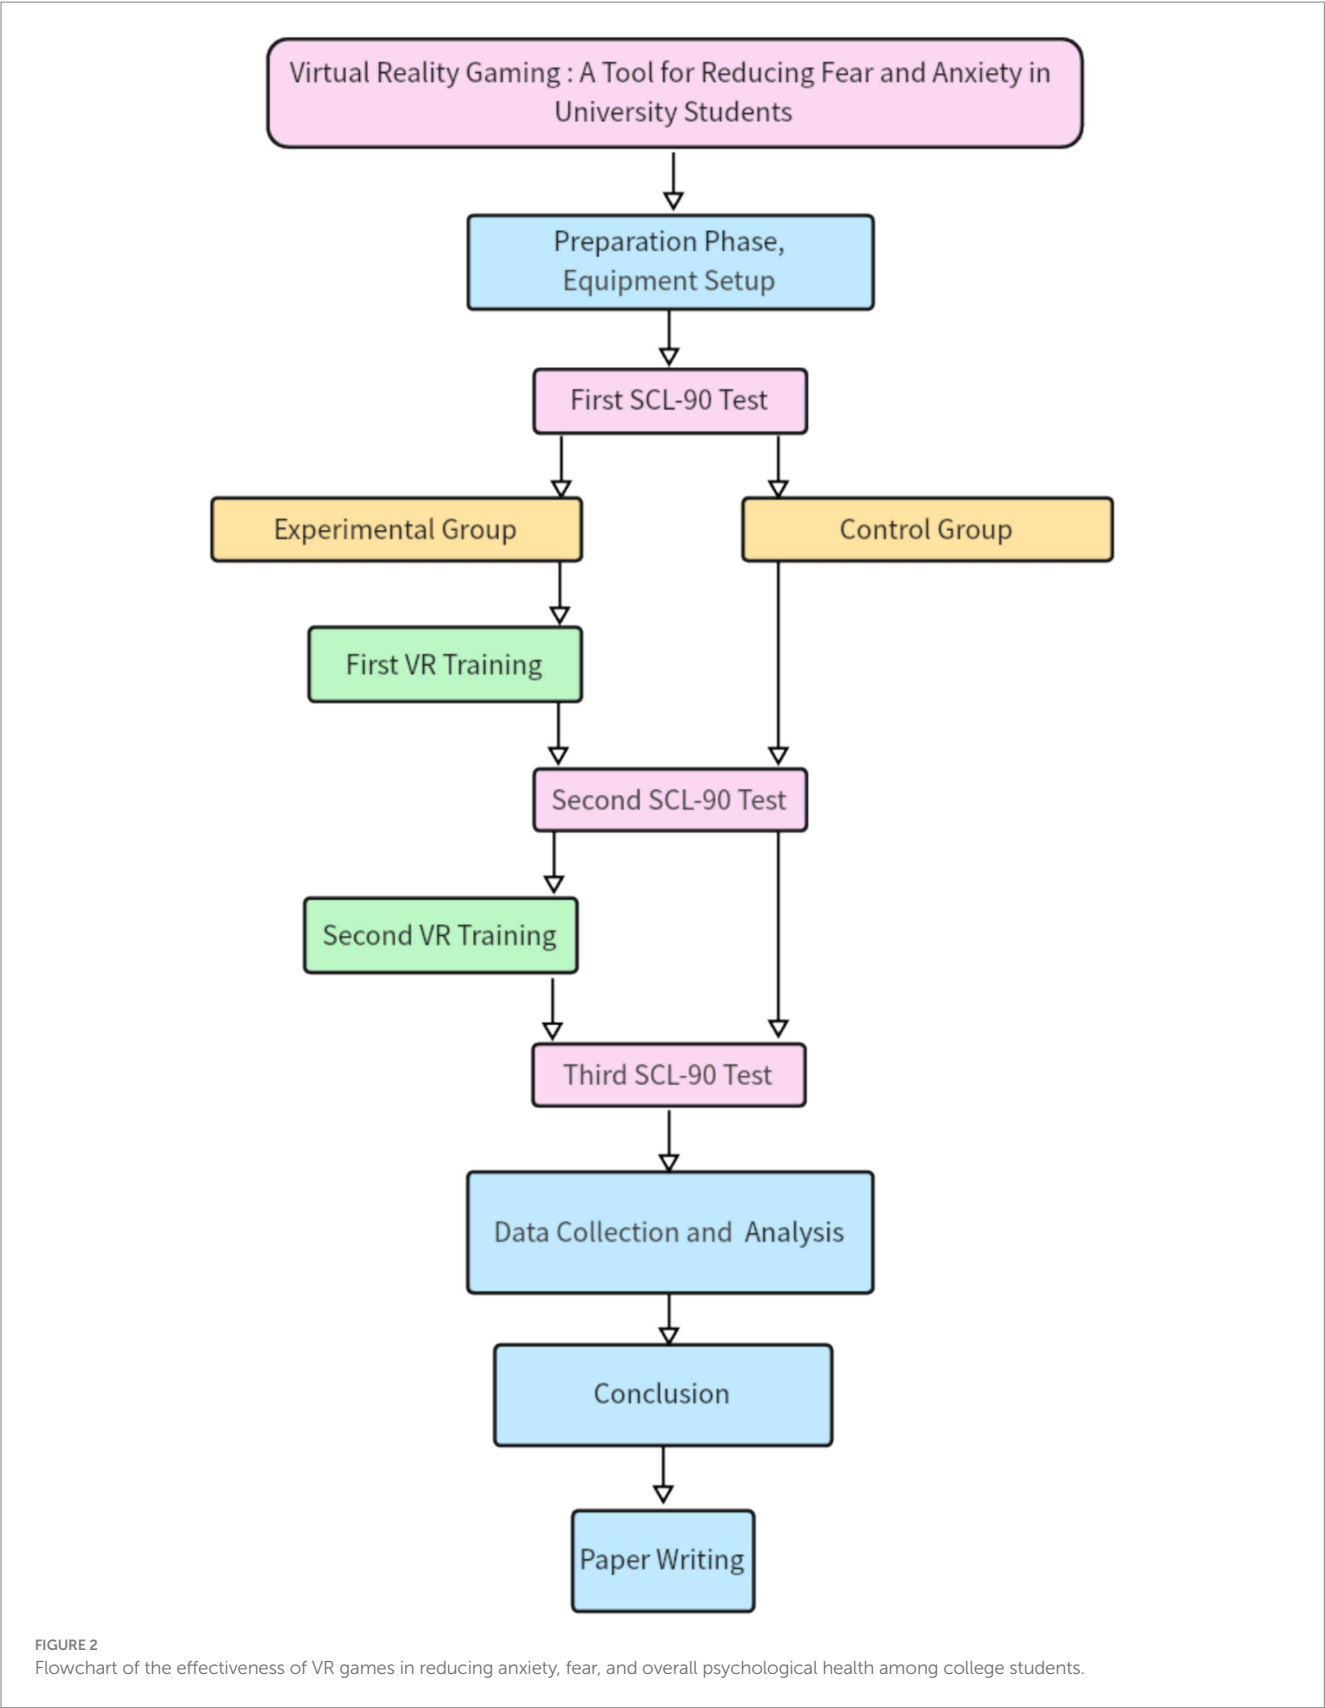 Virtual Reality Gaming : A Tool for Reducing Fear and Anxiety in
University Students
Preparation Phase,
Equipment Setup
First SCL-90 Test
Experimental Group
Control Group
First VR Training
Second SCL-90 Test
Second VR Training
Third SCL-90 Test
Data Collection and Analysis
Conclusion
Paper Writing
FIGURE 2
Flowchart of the effectiveness of VR games in reducing anxiety, fear, and overall psychological health among college students.